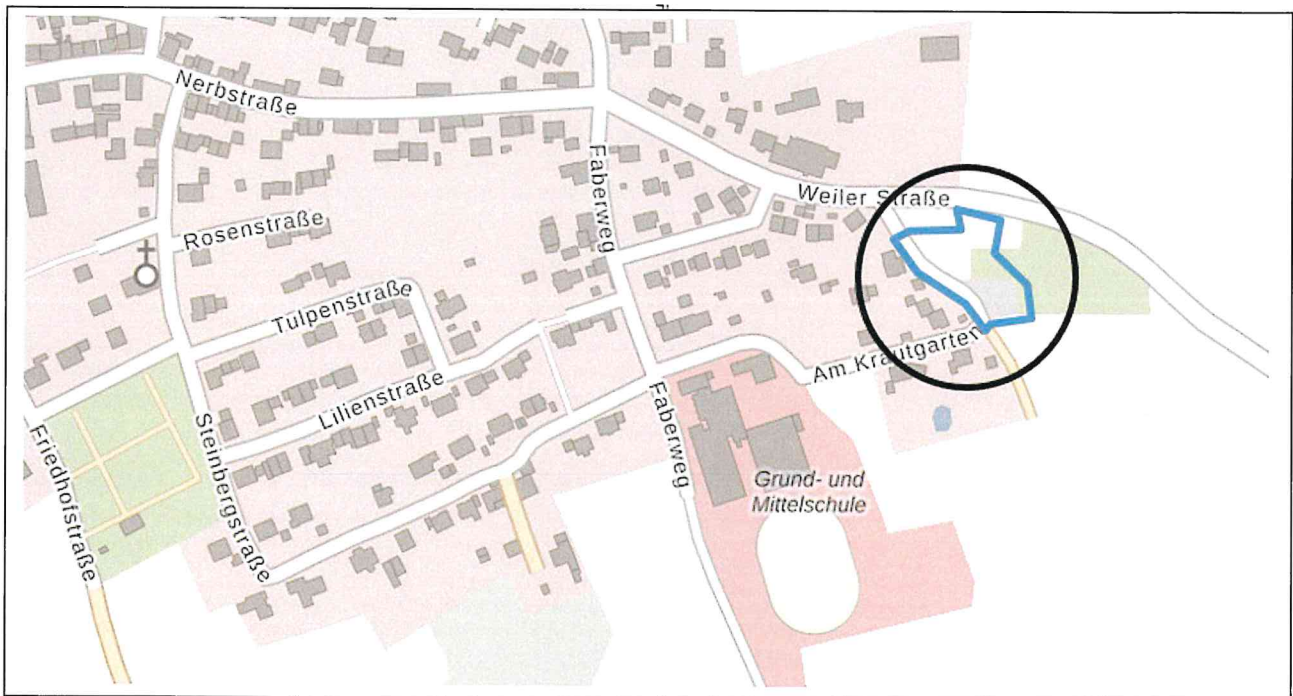 Nerbstraße
Faberweg
Weiler Straße
Rosenstraße
Tulpenstraße
Am Krautgarten
Lilienstraße
Faberweg
Steinbergstraße
Friedhofstraße
Grund- und
Mittelschule